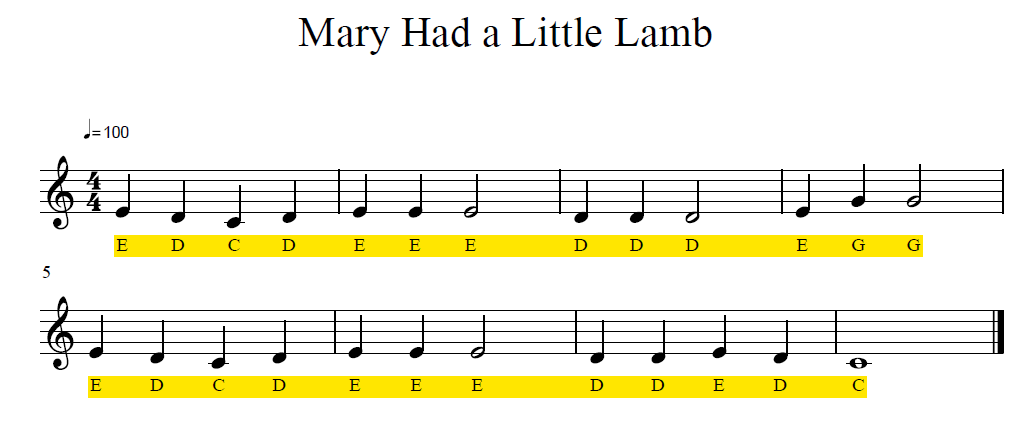 Mary Had a Little Lamb
♩=100
4
4
E D C D E E E D D D E G G
5
E D C D E E E D D E D C